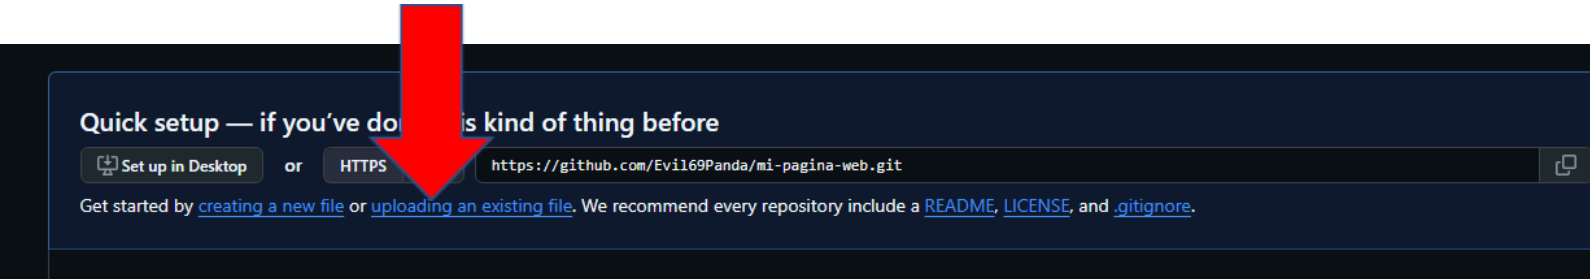 Quick setup — if you've do is kind of thing before
Set up in Desktop or HTTPS https://github.com/Evil69Panda/mi-pagina-web.git
Get started by creating a new file or uploading an existing file. We recommend every repository include a README, LICENSE, and .gitignore.